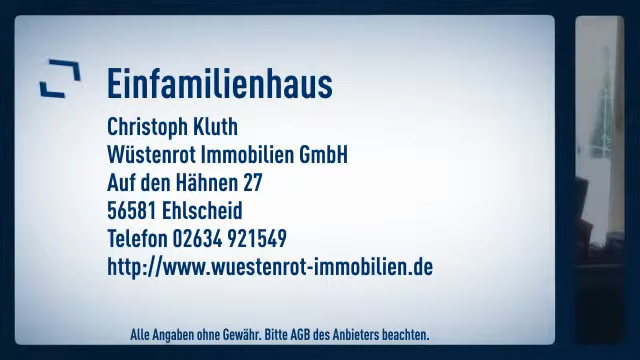 Einfamilienhaus
Christoph Kluth
Wüstenrot Immobilien GmbH
Auf den Hähnen 27
56581 Ehlscheid
Telefon 02634 921549
http://www.wuestenrot-immobilien.de
Alle Angaben ohne Gewähr. Bitte AGB des Anbieters beachten.